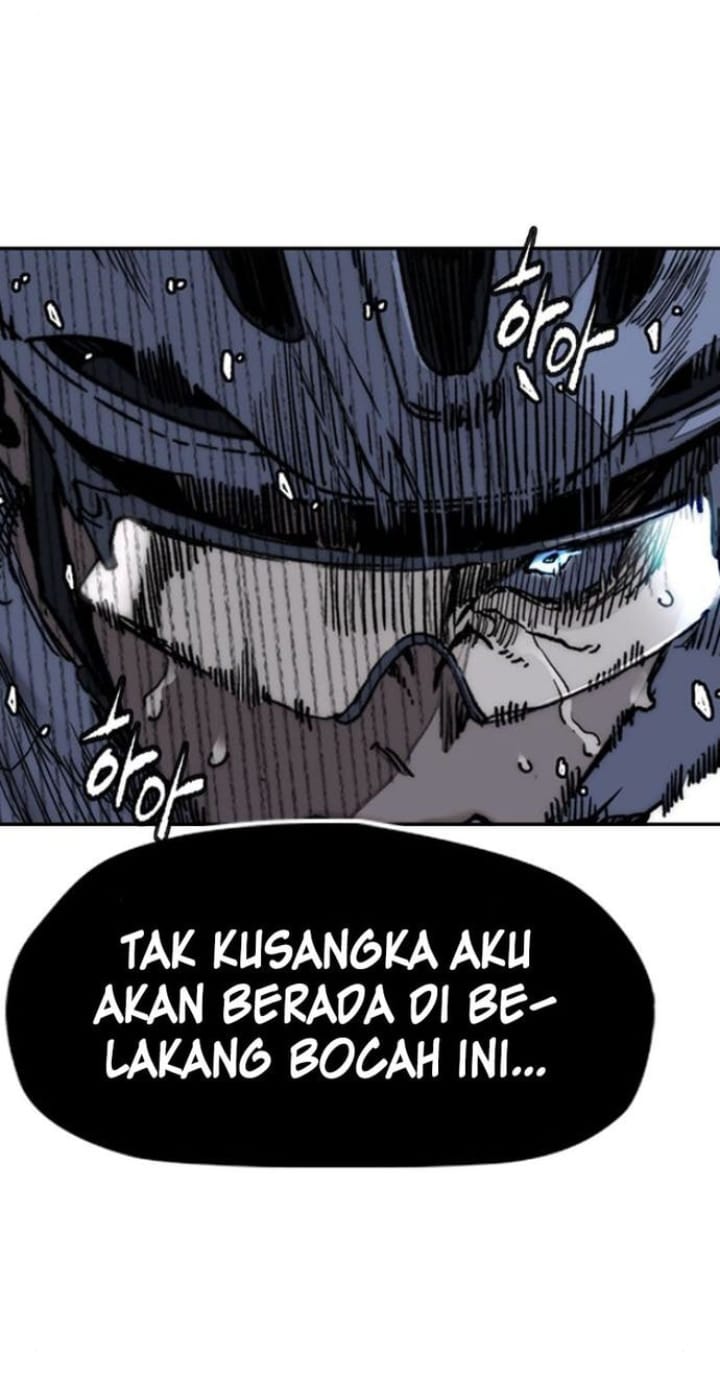 하아
하아
TAK KUSANGKA AKU
AKAN BERADA DI BE-
LAKANG BOCAH INI...